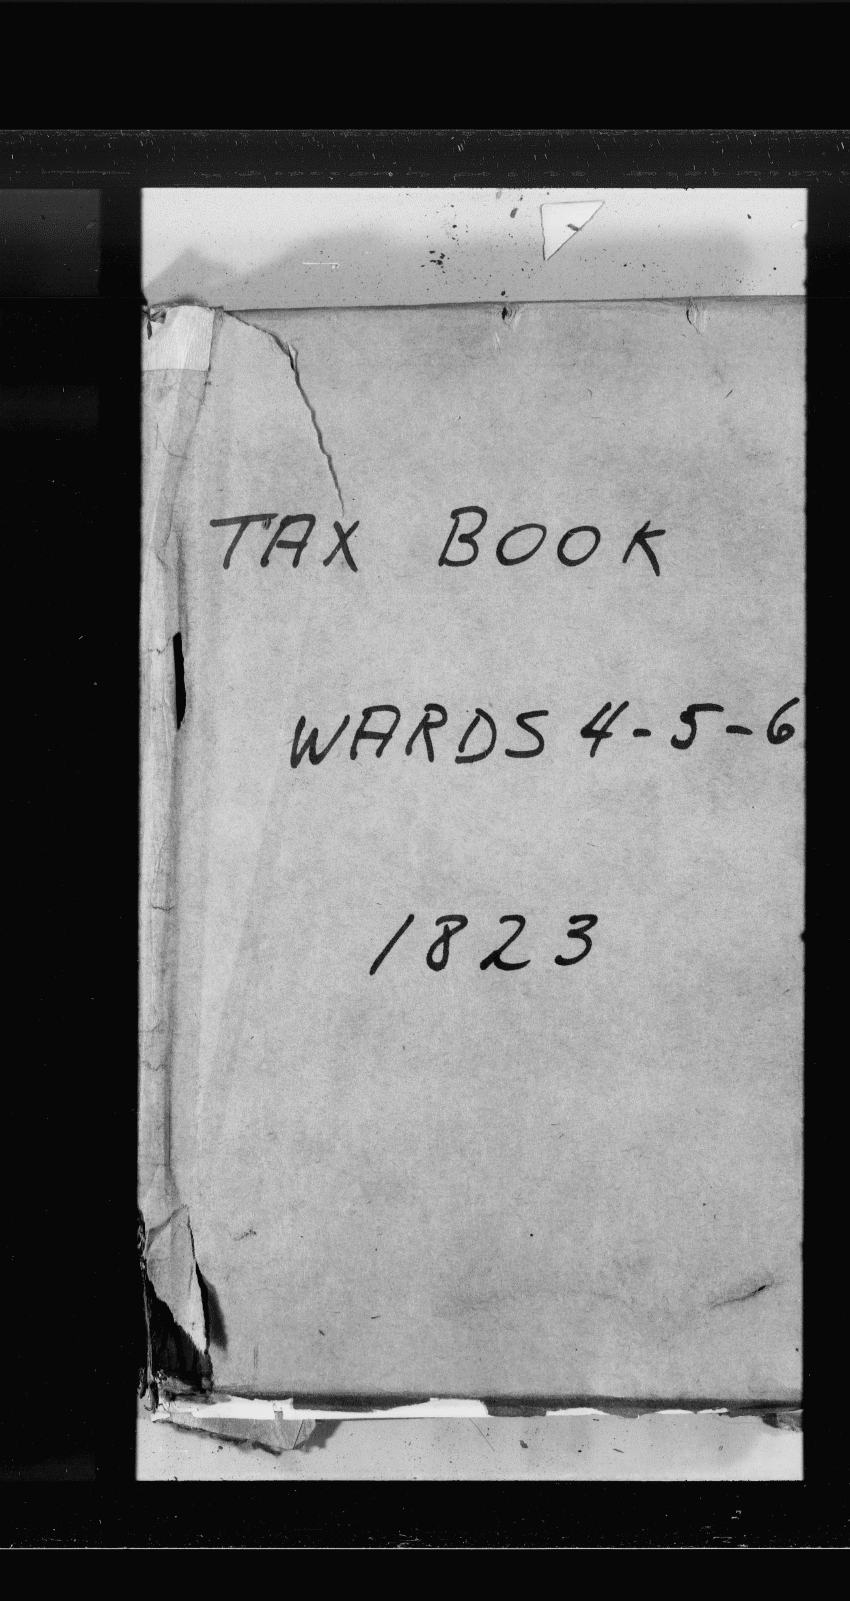 TAX BOOK
WARDS 4-5-6
1823